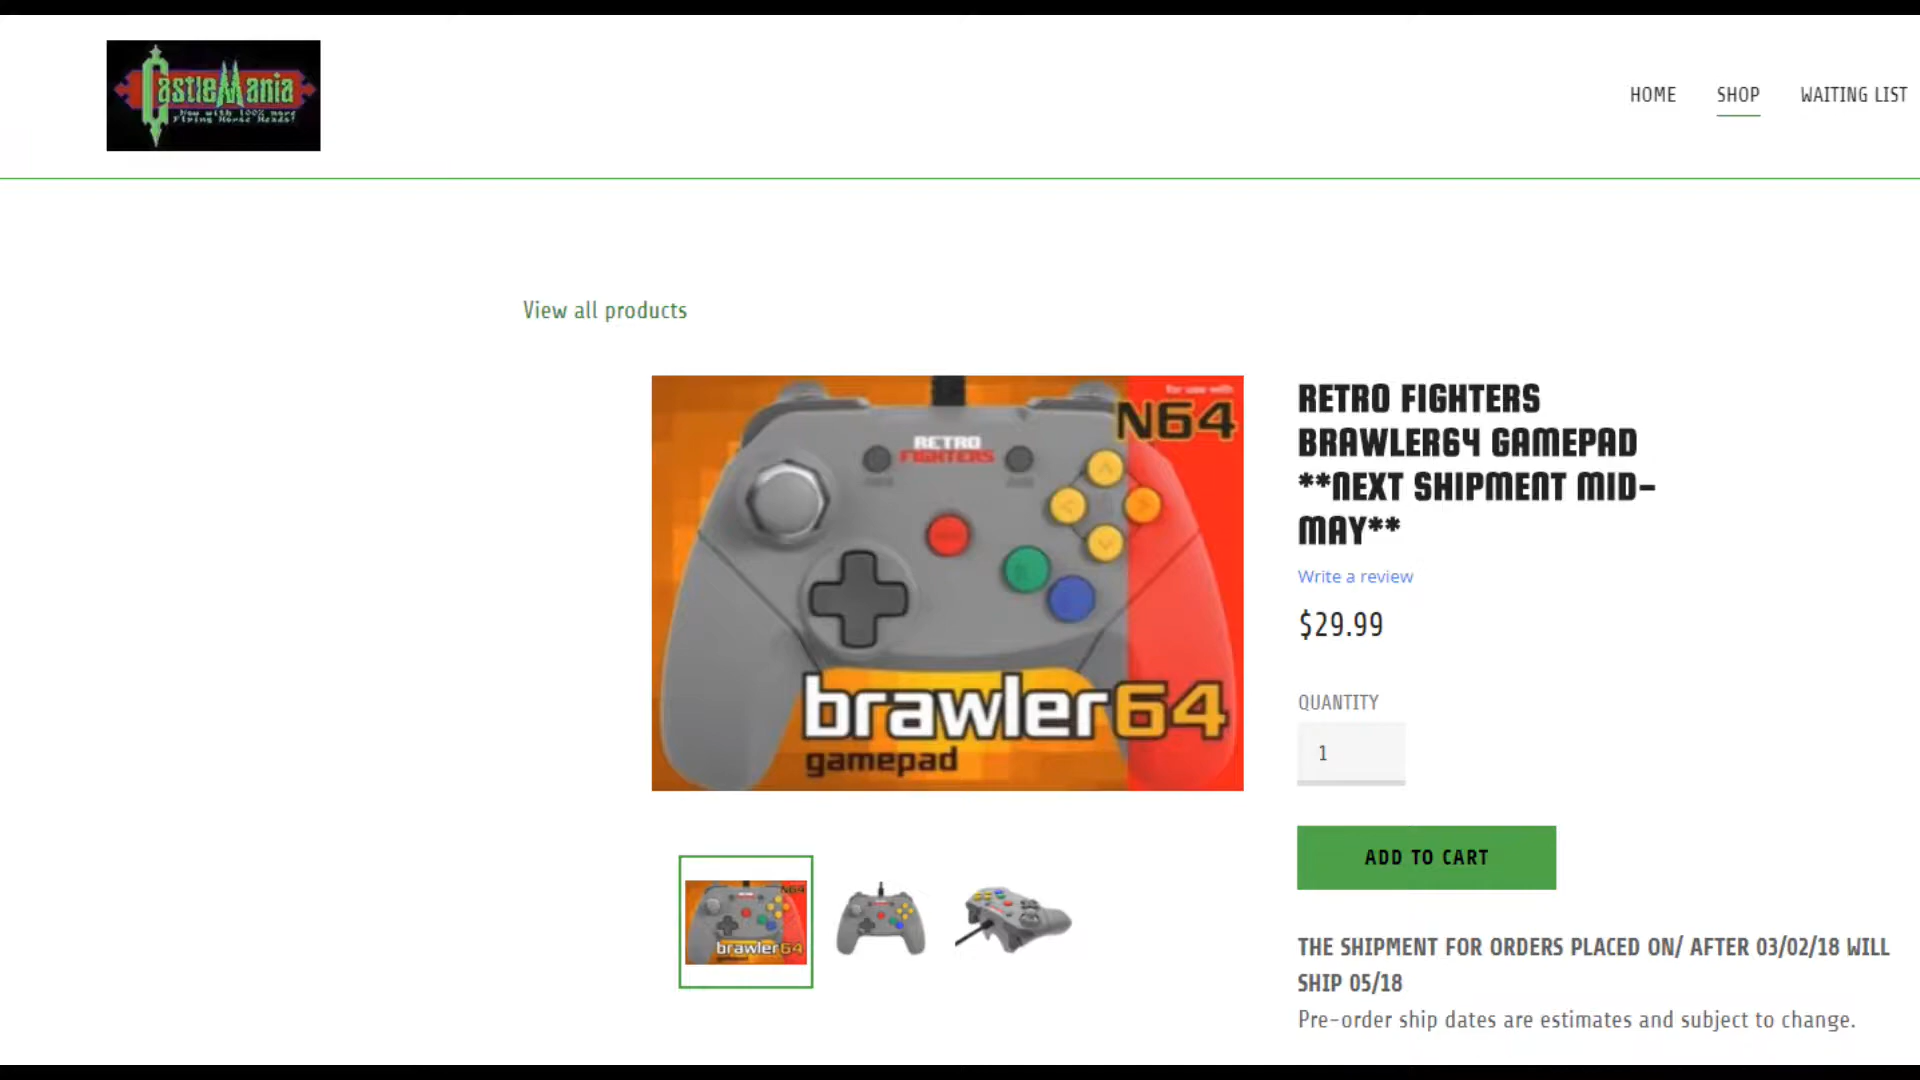 CastleMania
Now with 100% more
Flying Horse Heads!
HOME
SHOP
WAITING LIST
View all products
for use with
N64
RETRO
FIGHTERS
brawler64
gamepad
RETRO FIGHTERS
BRAWLER64 GAMEPAD
**NEXT SHIPMENT MID-
MAY**
Write a review
$29.99
QUANTITY
1
ADD TO CART
N64
brawler64
THE SHIPMENT FOR ORDERS PLACED ON/ AFTER 03/02/18 WILL
SHIP 05/18
Pre-order ship dates are estimates and subject to change.